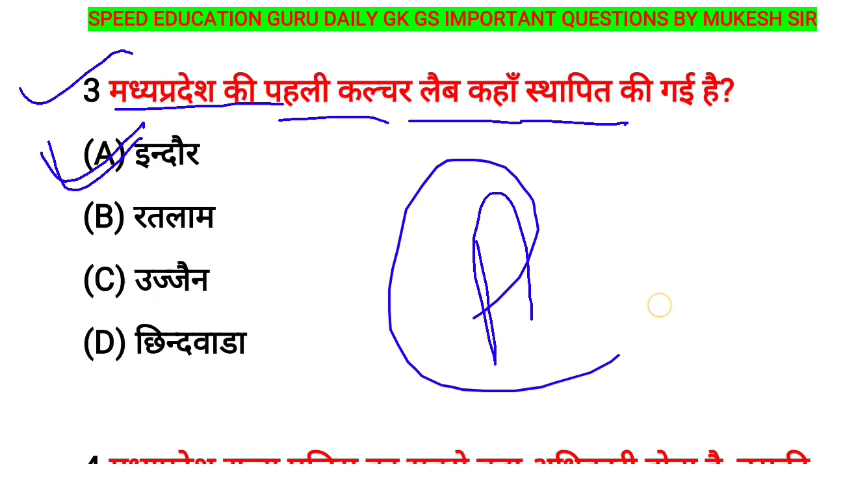 SPEED EDUCATION GURU DAILY GK GS IMPORTANT QUESTIONS BY MUKESH SIR
3 मध्यप्रदेश की पहली कल्चर लैब कहाँ स्थापित की गई है?
(A) इन्दौर
(B) रतलाम
(C) उज्जैन
(D) छिन्दवाडा